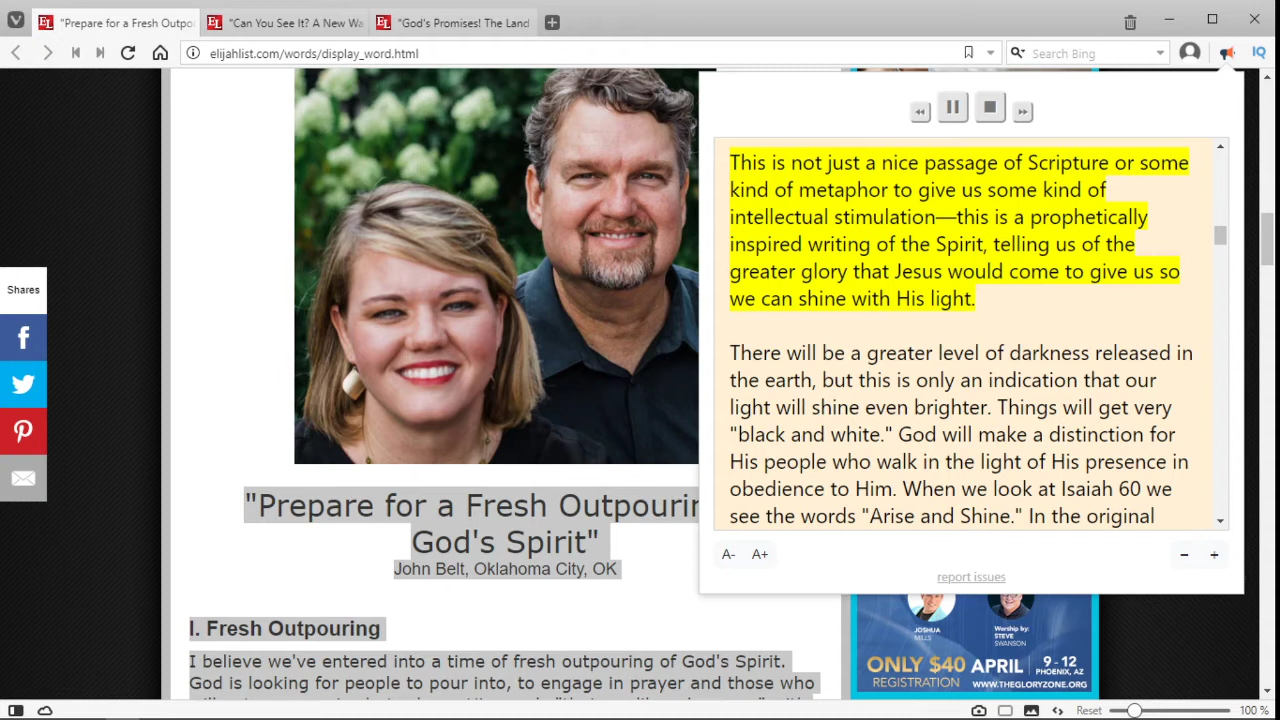 "Prepare for a Fresh Outpo
"Can You See It? A New Wa
"God's Promises! The Land
elijahlist.com/words/display_word.html
Search Bing
IQ
Shares
This is not just a nice passage of Scripture or some
kind of metaphor to give us some kind of
intellectual stimulation—this is a prophetically
inspired writing of the Spirit, telling us of the
greater glory that Jesus would come to give us so
we can shine with His light.
There will be a greater level of darkness released in
the earth, but this is only an indication that our
light will shine even brighter. Things will get very
"black and white." God will make a distinction for
His people who walk in the light of His presence in
obedience to Him. When we look at Isaiah 60 we
see the words "Arise and Shine." In the original
A- A+ − +
report issues
"Prepare for a Fresh Outpouri
God's Spirit"
John Belt, Oklahoma City, OK
I. Fresh Outpouring
I believe we've entered into a time of fresh outpouring of God's Spirit.
God is looking for people to pour into, to engage in prayer and those who
JOSHUA
MILLS
Worship by:
STEVE
SWANSON
ONLY $40
REGISTRATION
APRIL 9 - 12
PHOENIX, AZ
WWW.THEGLORYZONE.ORG
Reset 100 %